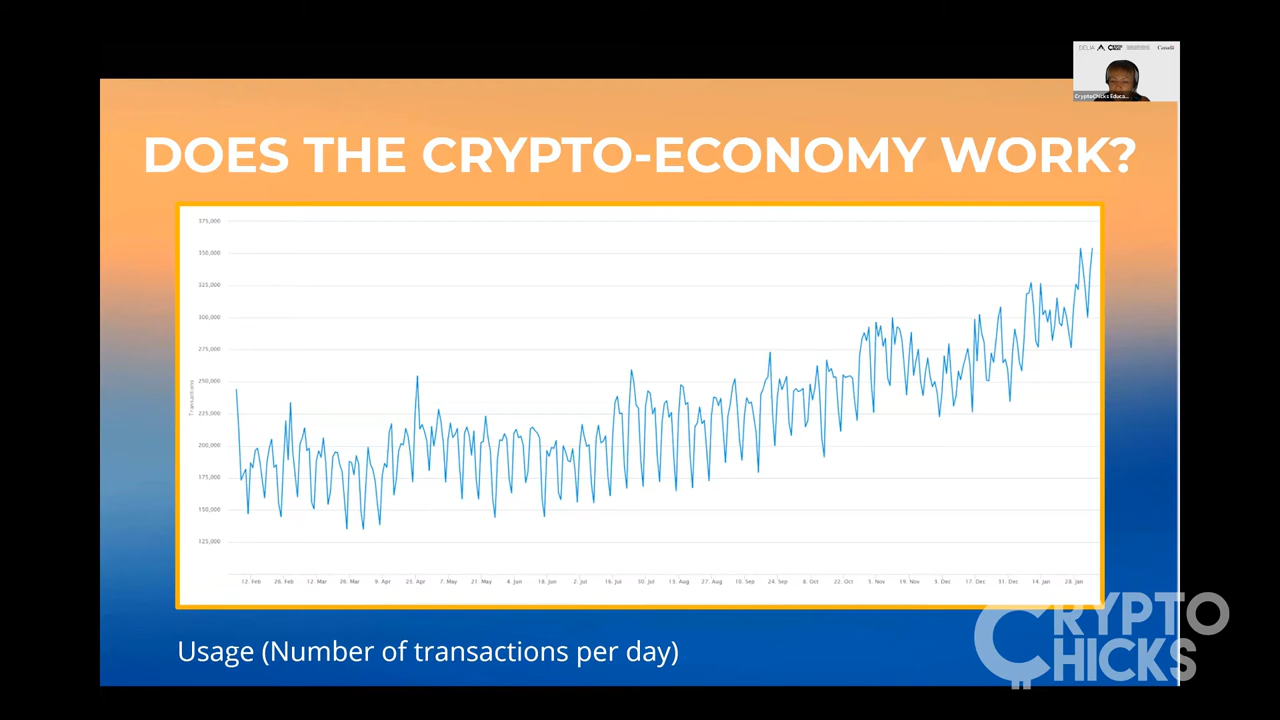 DELIA
Canada
CryptoChicks Educa...
DOES THE CRYPTO-ECONOMY WORK?
375,000
350,000
325,000
300,000
275,000
250,000
225,000
200,000
175,000
150,000
125,000
Transactions
12. Feb 26. Feb 12. Mar 26. Mar 9. Apr 23. Apr 7. May 21. May 4. Jun 18. Jun 2. Jul 16. Jul 30. Jul 13. Aug 27. Aug 10. Sep 24. Sep 8. Oct 22. Oct 5. Nov 19. Nov 3. Dec 17. Dec 31. Dec 14. Jan 28. Jan
Usage (Number of transactions per day)
CRYPTO
CHICKS